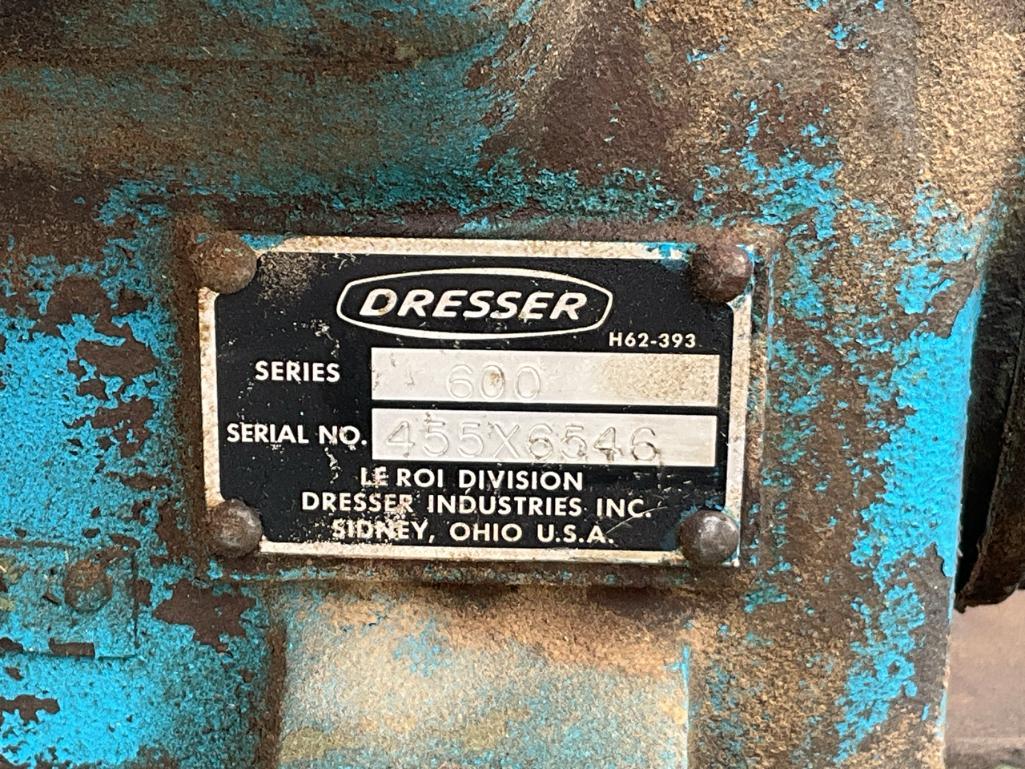 DRESSER
H62-393
SERIES 600
SERIAL NO. 455X6546
LE ROI DIVISION
DRESSER INDUSTRIES INC.
SIDNEY, OHIO U.S.A.